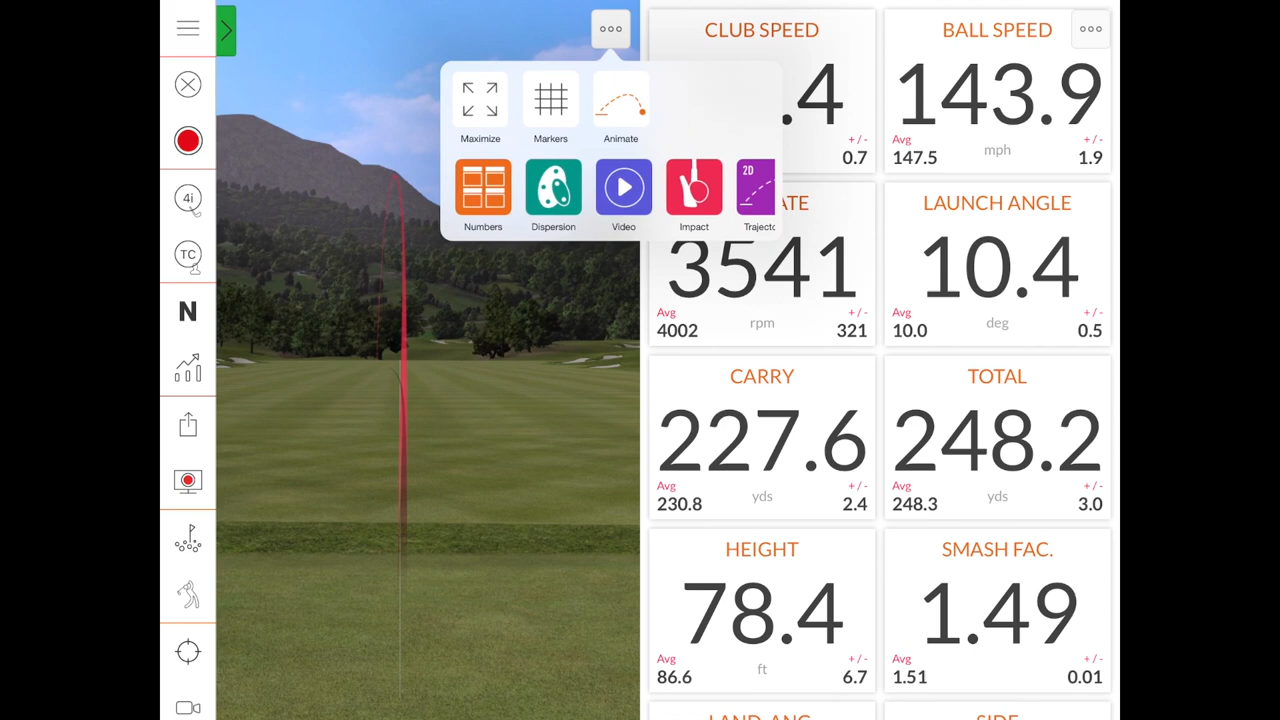 CLUB SPEED
.4
+/-
0.7
BALL SPEED
143.9
Avg
147.5
mph
+/-
1.9
Maximize
Markers
Animate
2D
Numbers
Dispersion
Video
Impact
Trajecto
4i
TC
N
ATE
3541
Avg
4002
rpm
321
LAUNCH ANGLE
10.4
Avg
10.0
deg
+/-
0.5
CARRY
227.6
Avg
230.8
yds
+/-
2.4
TOTAL
248.2
Avg
248.3
yds
+/-
3.0
HEIGHT
78.4
Avg
86.6
ft
+/-
6.7
SMASH FAC.
1.49
Avg
1.51
+/-
0.01
LAND. ANG.
SIDE